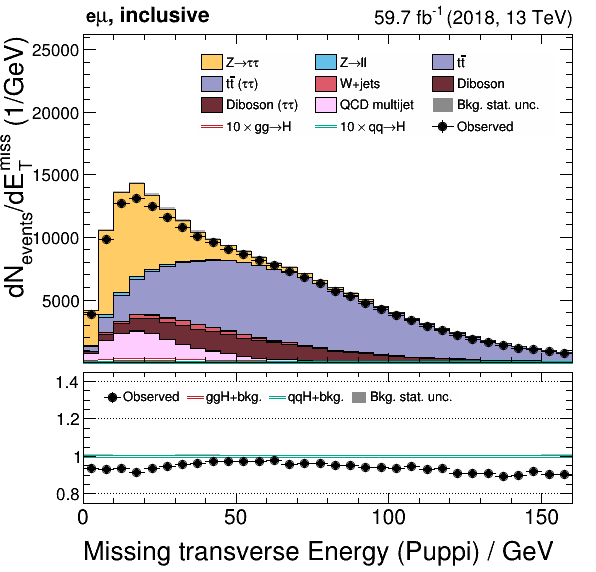 eμ, inclusive 59.7 fb⁻¹ (2018, 13 TeV)
dN_events/dE_T^miss (1/GeV)
25000
20000
15000
10000
5000
Z→ττ Z→ll tt̄
tt̄ (ττ) W+jets Diboson
Diboson (ττ) QCD multijet Bkg. stat. unc.
10 × gg→H 10 × qq→H Observed
1.4
1.2
1
0.8
Observed ggH+bkg. qqH+bkg. Bkg. stat. unc.
0 50 100 150
Missing transverse Energy (Puppi) / GeV